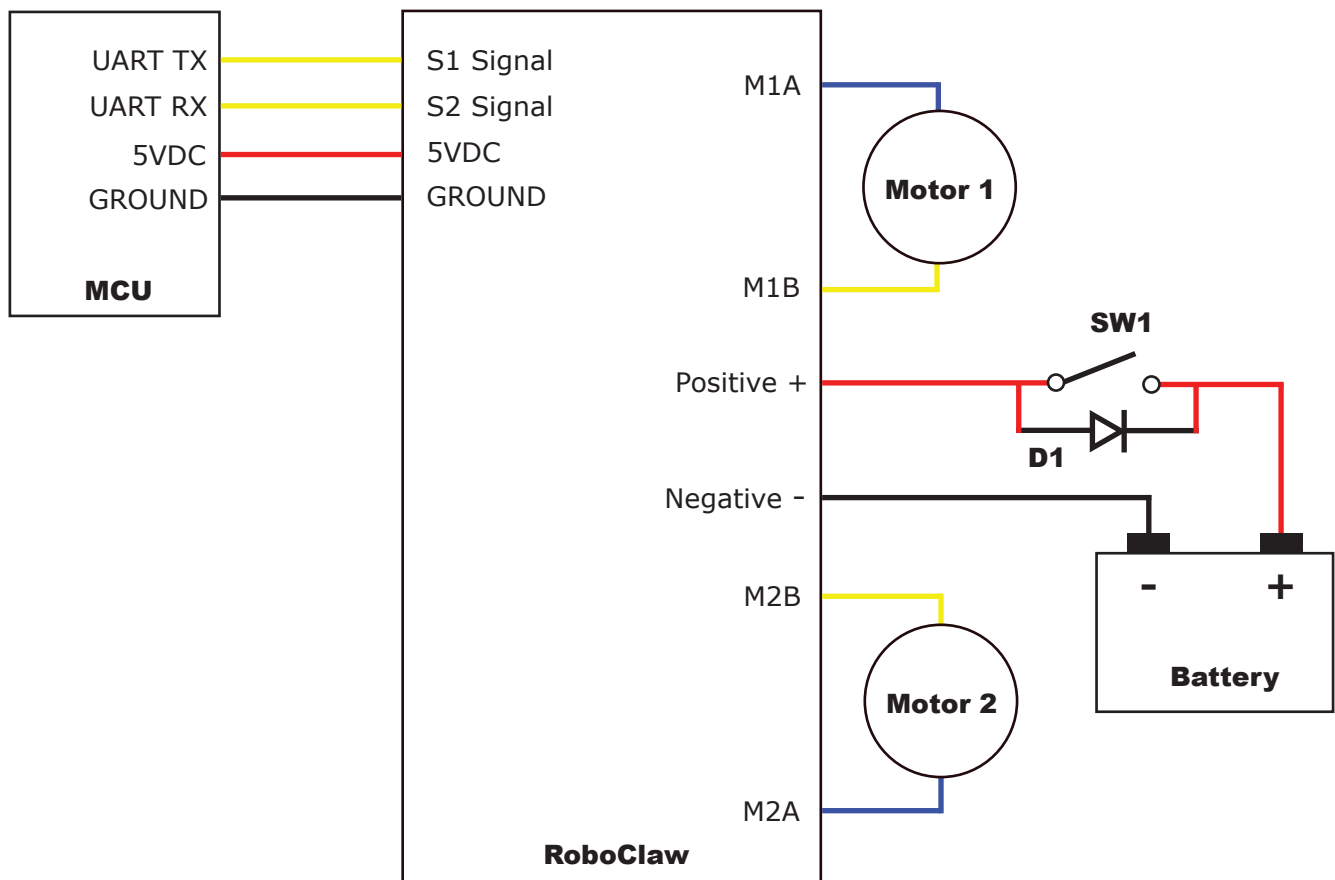 UART TX
UART RX
5VDC
GROUND
MCU
S1 Signal
S2 Signal
5VDC
GROUND
M1A
M1B
Positive +
Negative -
M2B
M2A
RoboClaw
Motor 1
SW1
D1
- +
Battery
Motor 2